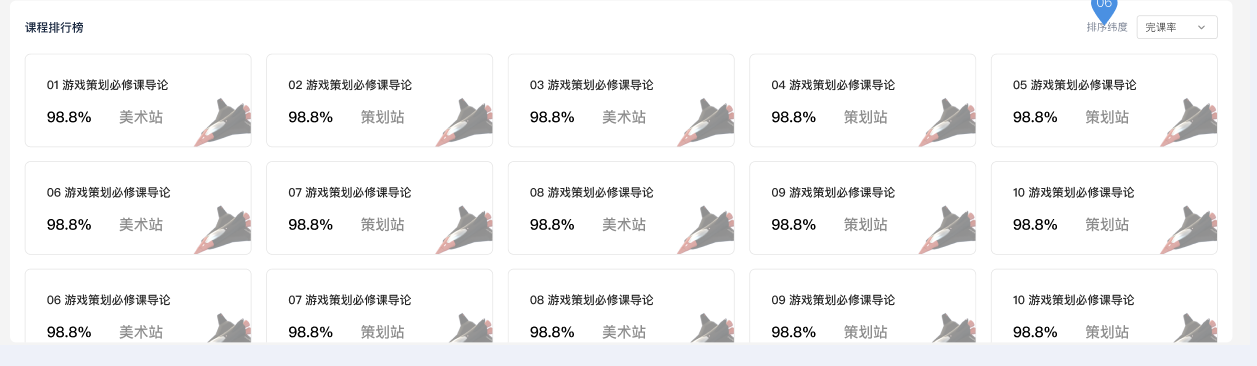 06
课程排行榜
排序纬度 完课率
01 游戏策划必修课导论
98.8% 美术站
02 游戏策划必修课导论
98.8% 策划站
03 游戏策划必修课导论
98.8% 美术站
04 游戏策划必修课导论
98.8% 策划站
05 游戏策划必修课导论
98.8% 策划站
06 游戏策划必修课导论
98.8% 美术站
07 游戏策划必修课导论
98.8% 策划站
08 游戏策划必修课导论
98.8% 美术站
09 游戏策划必修课导论
98.8% 策划站
10 游戏策划必修课导论
98.8% 策划站
06 游戏策划必修课导论
98.8% 美术站
07 游戏策划必修课导论
98.8% 策划站
08 游戏策划必修课导论
98.8% 美术站
09 游戏策划必修课导论
98.8% 策划站
10 游戏策划必修课导论
98.8% 策划站